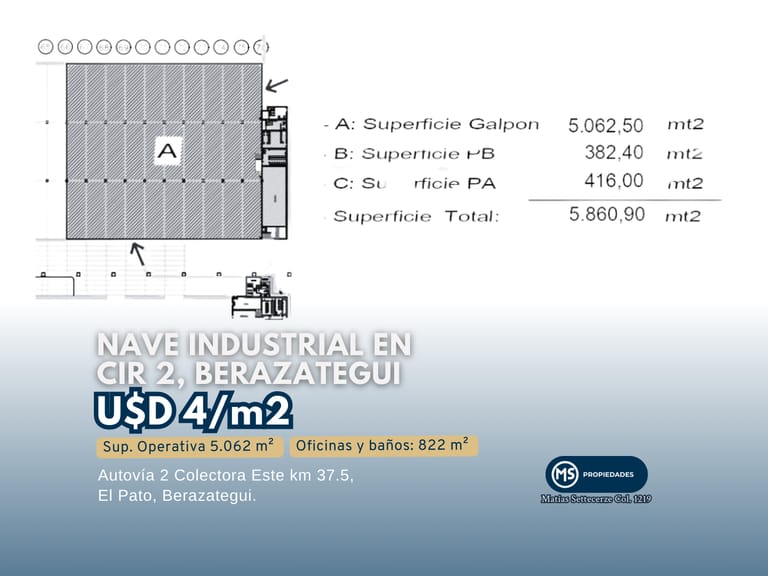 A
- A: Superficie Galpon 5.062,50 mt2
B: Superficie PB 382,40 mt2
C: Su rficie PA 416,00 mt2
Superficie Total: 5.860,90 mt2
NAVE INDUSTRIAL EN
CIR 2, BERAZATEGUI
U$D 4/m2
Sup. Operativa 5.062 m² Oficinas y baños: 822 m²
Autovía 2 Colectora Este km 37.5,
El Pato, Berazategui.
MS PROPIEDADES
Matías Settecerze Col. 1219